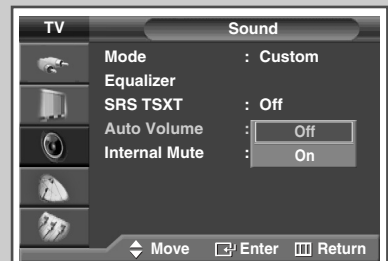 TV Sound
Mode : Custom
Equalizer
SRS TSXT : Off
Auto Volume : Off
Internal Mute : On
Move Enter Return